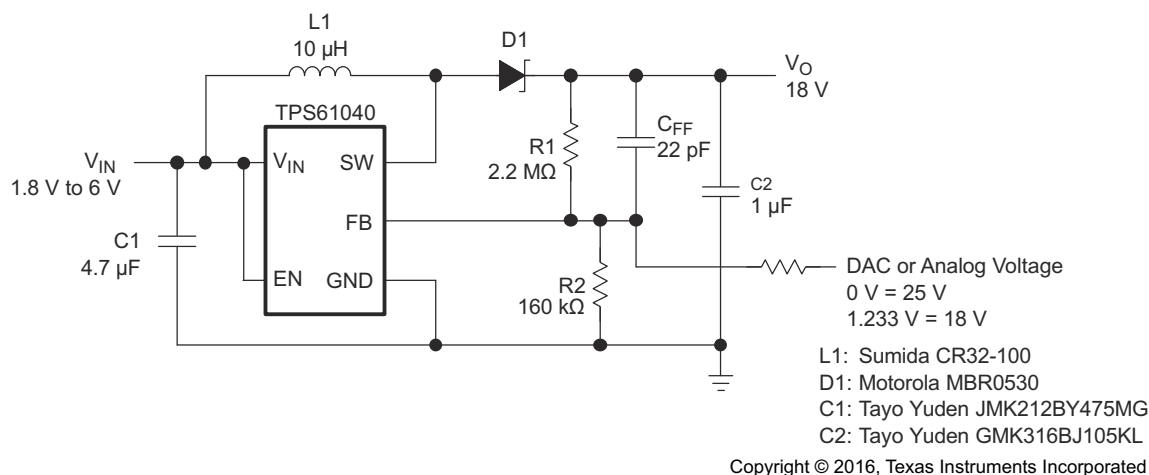 L1
10 µH
D1
VO
18 V
TPS61040
VIN
1.8 V to 6 V
VIN
SW
R1
2.2 MΩ
CFF
22 pF
C2
1 µF
FB
C1
4.7 µF
EN
GND
R2
160 kΩ
DAC or Analog Voltage
0 V = 25 V
1.233 V = 18 V
L1: Sumida CR32-100
D1: Motorola MBR0530
C1: Tayo Yuden JMK212BY475MG
C2: Tayo Yuden GMK316BJ105KL
Copyright © 2016, Texas Instruments Incorporated